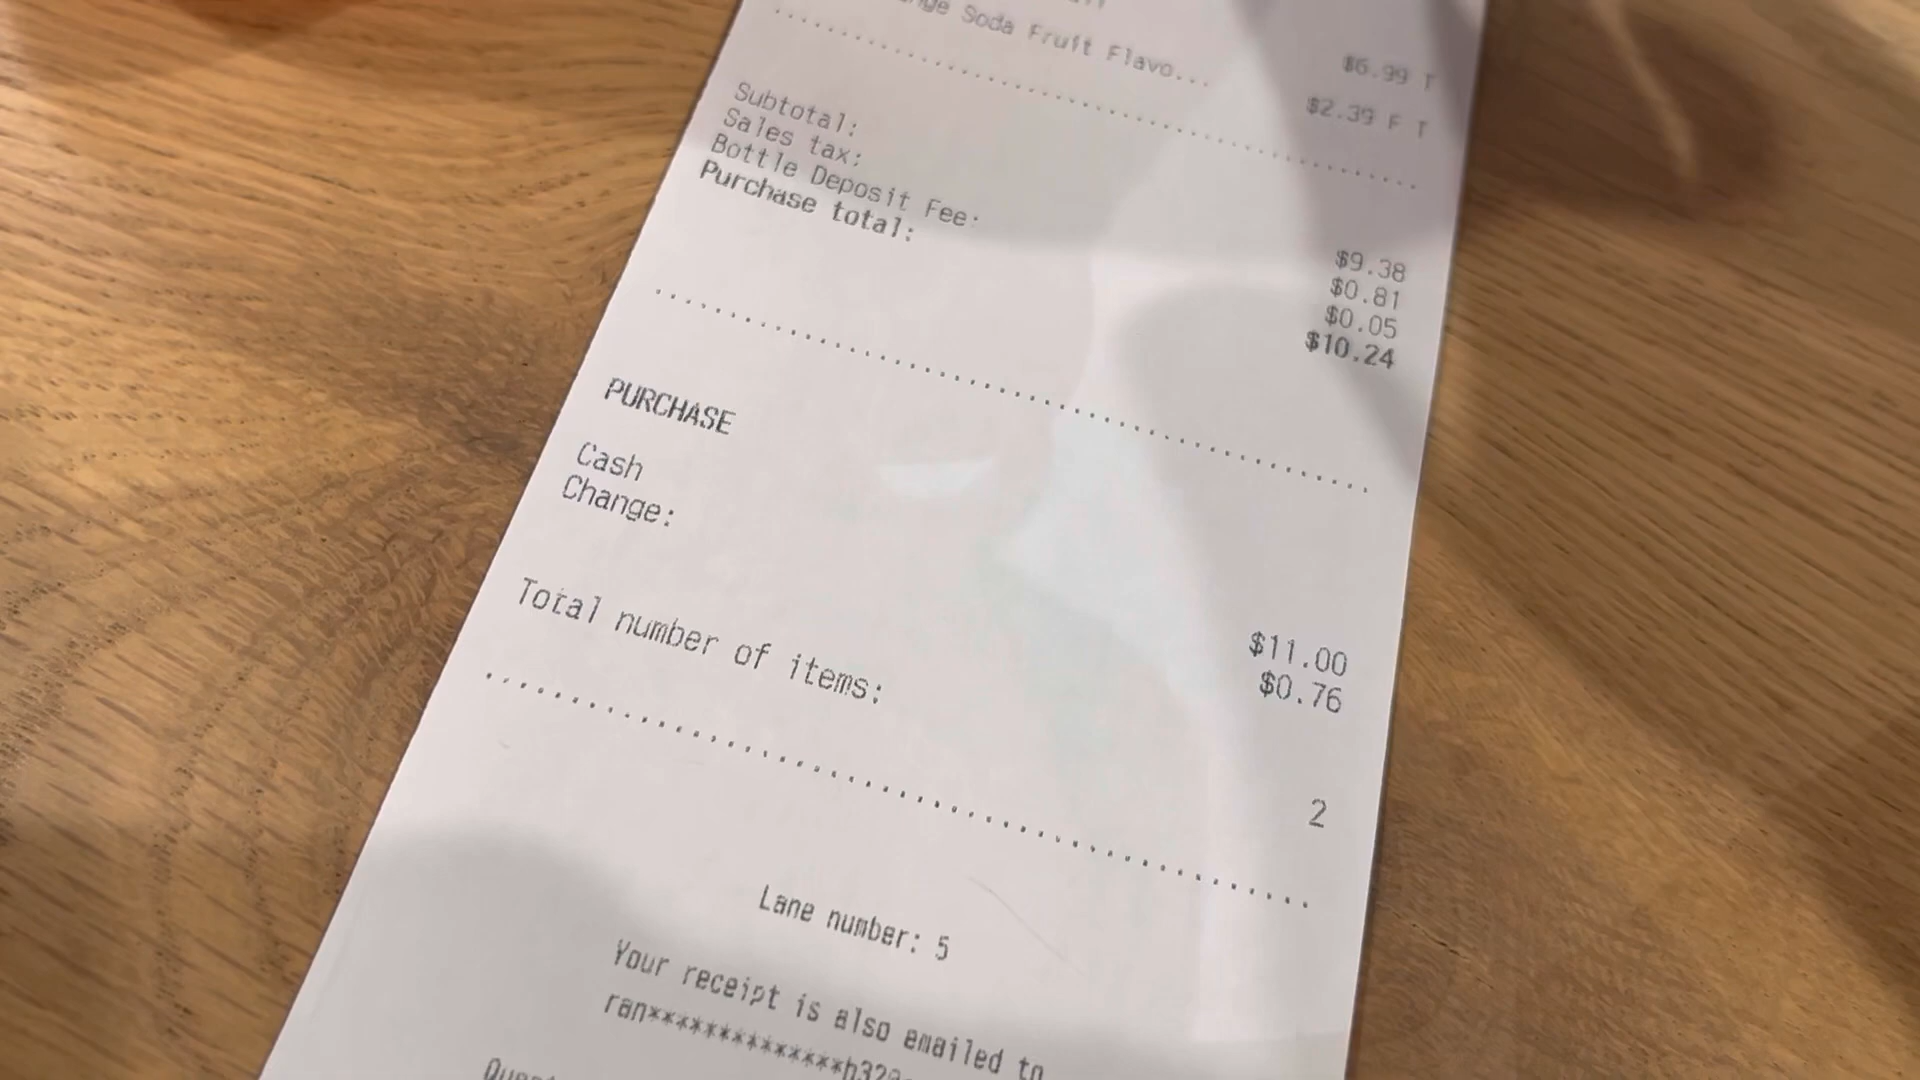 Soda Fruit Flavo...
$6.99 T
$2.39 F T
Subtotal: $9.38
Sales tax: $0.81
Bottle Deposit Fee: $0.05
Purchase total: $10.24
PURCHASE
Cash $11.00
Change: $0.76
Total number of items: 2
Lane number: 5
Your receipt is also emailed to
ran**************h320